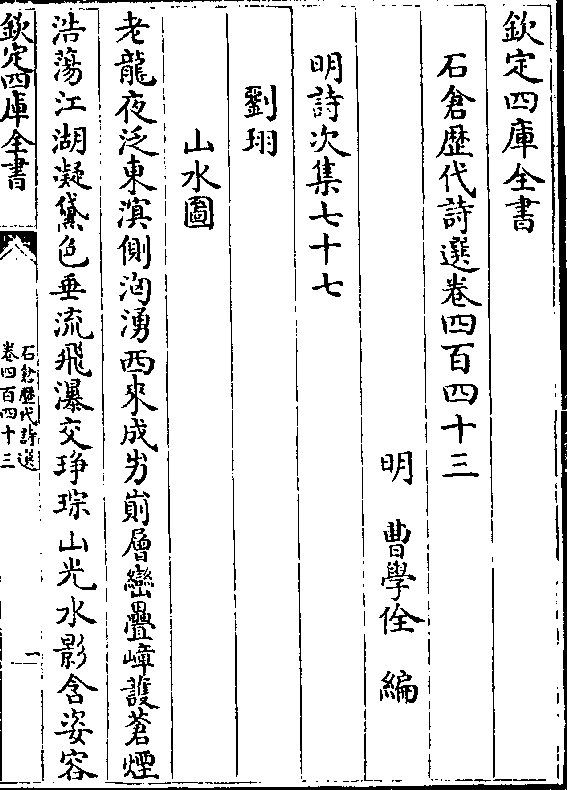 欽定四庫全書
石倉歴代詩選卷四百四十三
明 曹學佺 編
明詩次集七十七
劉珝
山水圖
老龍夜泛東溟側洶湧西來成屴崱層巒疊嶂護蒼煙
浩蕩江湖凝黛色垂流飛瀑交琤琮山光水影含姿容
欽定四庫全書
石倉歴代詩選
卷四百四十三
一